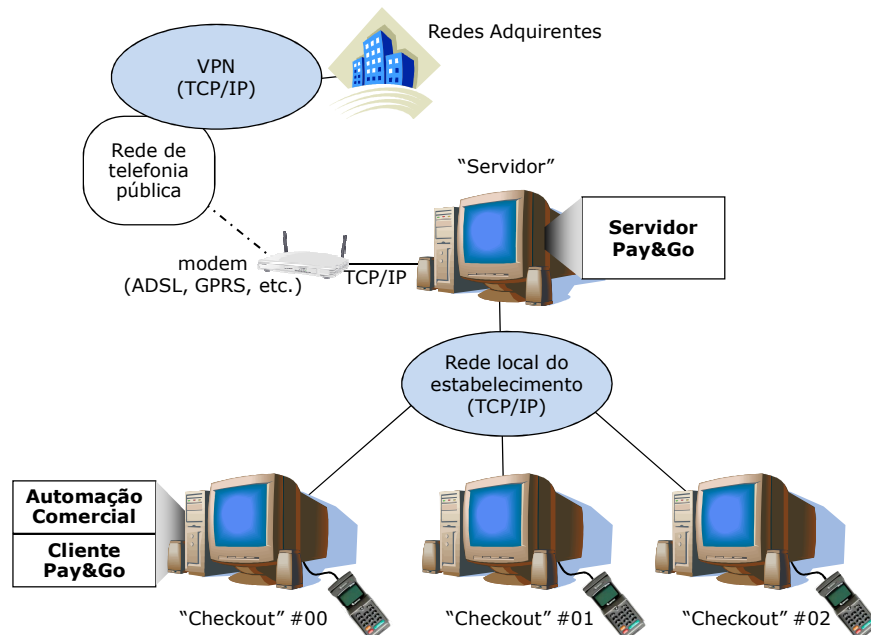 Redes Adquirentes
VPN
(TCP/IP)
Rede de
telefonia
pública
“Servidor”
Servidor
Pay&Go
modem
(ADSL, GPRS, etc.)
TCP/IP
Rede local do
estabelecimento
(TCP/IP)
Automação
Comercial
Cliente
Pay&Go
“Checkout” #00
“Checkout” #01
“Checkout” #02